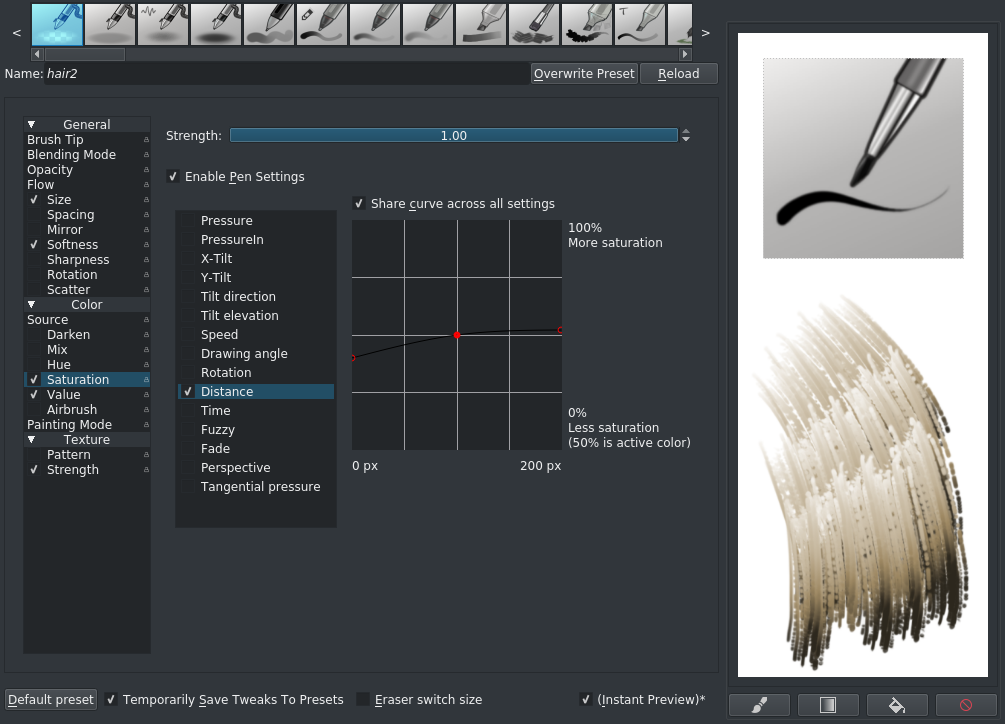 < >
Name: hair2 Overwrite Preset Reload
General
Brush Tip
Blending Mode
Opacity
Flow
Size
Spacing
Mirror
Softness
Sharpness
Rotation
Scatter
Color
Source
Darken
Mix
Hue
Saturation
Value
Airbrush
Painting Mode
Texture
Pattern
Strength
Strength: 1.00
Enable Pen Settings
Pressure
PressureIn
X-Tilt
Y-Tilt
Tilt direction
Tilt elevation
Speed
Drawing angle
Rotation
Distance
Time
Fuzzy
Fade
Perspective
Tangential pressure
Share curve across all settings
100%
More saturation
0%
Less saturation
(50% is active color)
0 px 200 px
Default preset Temporarily Save Tweaks To Presets Eraser switch size (Instant Preview)*